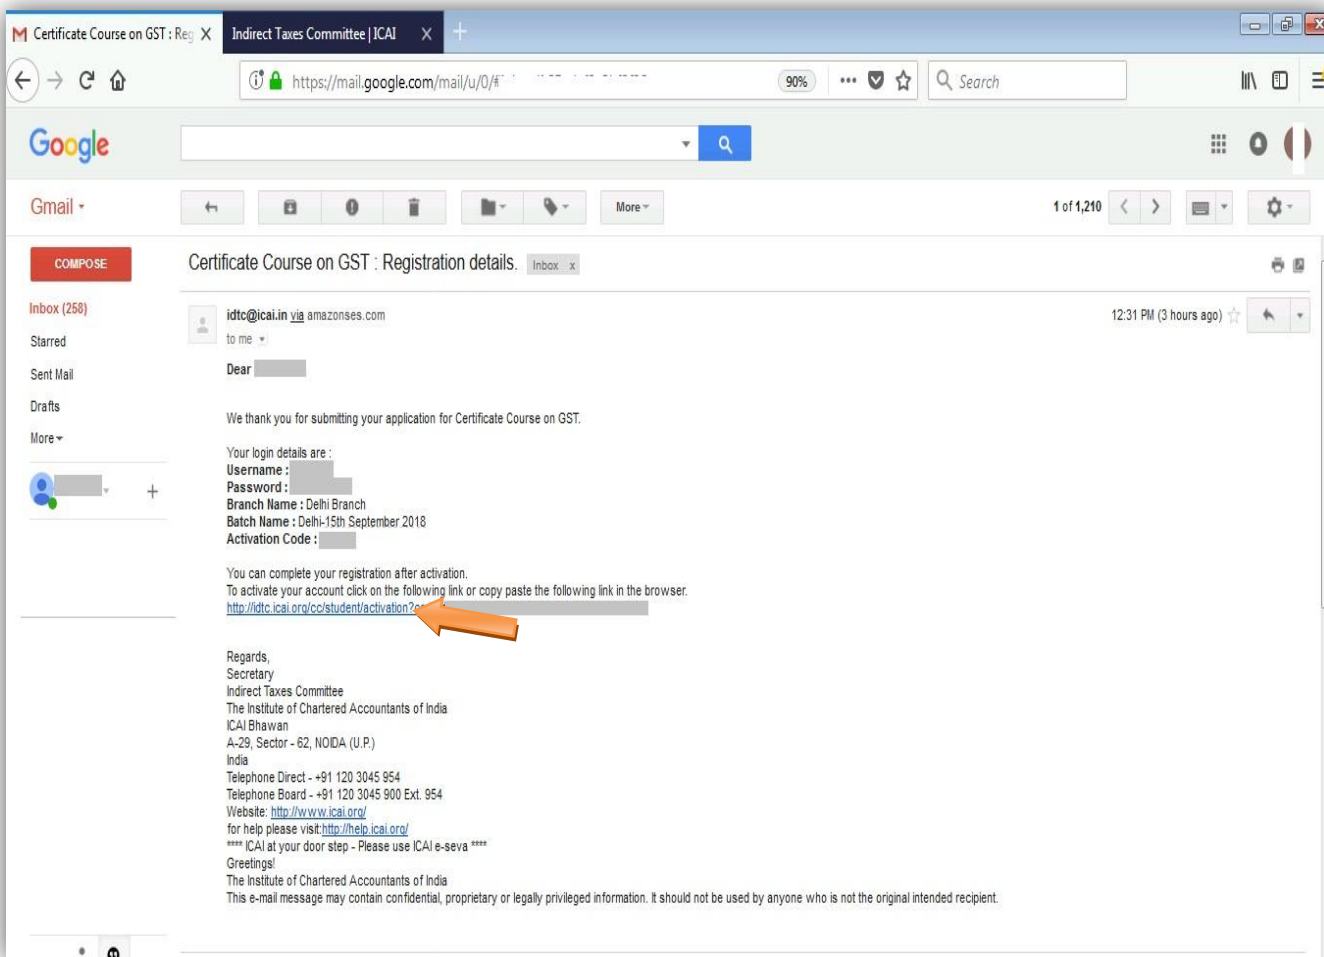 Certificate Course on GST : Reg X
Indirect Taxes Committee | ICAI X
https://mail.google.com/mail/u/0/#
90%
Search
Google
Gmail
More
1 of 1,210
COMPOSE
Certificate Course on GST : Registration details. Inbox x
Inbox (258)
Starred
Sent Mail
Drafts
More
idtc@icai.in via amazonses.com
12:31 PM (3 hours ago)
to me
Dear
We thank you for submitting your application for Certificate Course on GST.
Your login details are :
Username :
Password :
Branch Name : Delhi Branch
Batch Name : Delhi-15th September 2018
Activation Code :
You can complete your registration after activation.
To activate your account click on the following link or copy paste the following link in the browser.
http://idtc.icai.org/cc/student/activation?
Regards,
Secretary
Indirect Taxes Committee
The Institute of Chartered Accountants of India
ICAI Bhawan
A-29, Sector - 62, NOIDA (U.P.)
India
Telephone Direct - +91 120 3045 954
Telephone Board - +91 120 3045 900 Ext. 954
Website: http://www.icai.org/
for help please visit:http://help.icai.org/
**** ICAI at your door step - Please use ICAI e-seva ****
Greetings!
The Institute of Chartered Accountants of India
This e-mail message may contain confidential, proprietary or legally privileged information. It should not be used by anyone who is not the original intended recipient.